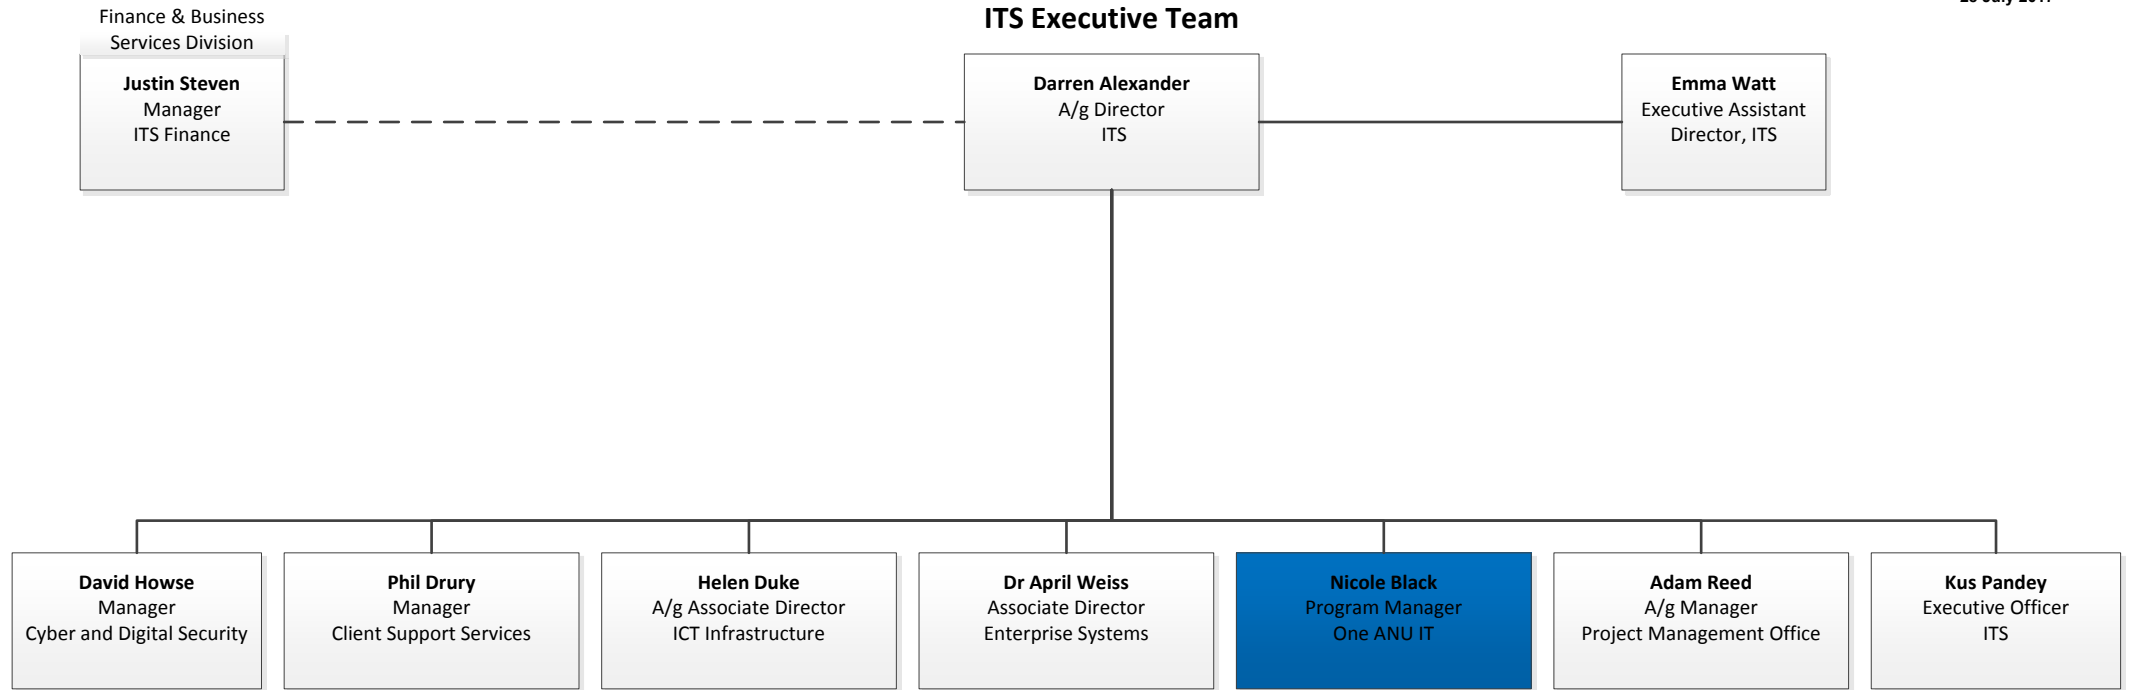 ITS Executive Team
Finance & Business
Services Division
Justin Steven
Manager
ITS Finance
Darren Alexander
A/g Director
ITS
Emma Watt
Executive Assistant
Director, ITS
David Howse
Manager
Cyber and Digital Security
Phil Drury
Manager
Client Support Services
Helen Duke
A/g Associate Director
ICT Infrastructure
Dr April Weiss
Associate Director
Enterprise Systems
Nicole Black
Program Manager
One ANU IT
Adam Reed
A/g Manager
Project Management Office
Kus Pandey
Executive Officer
ITS